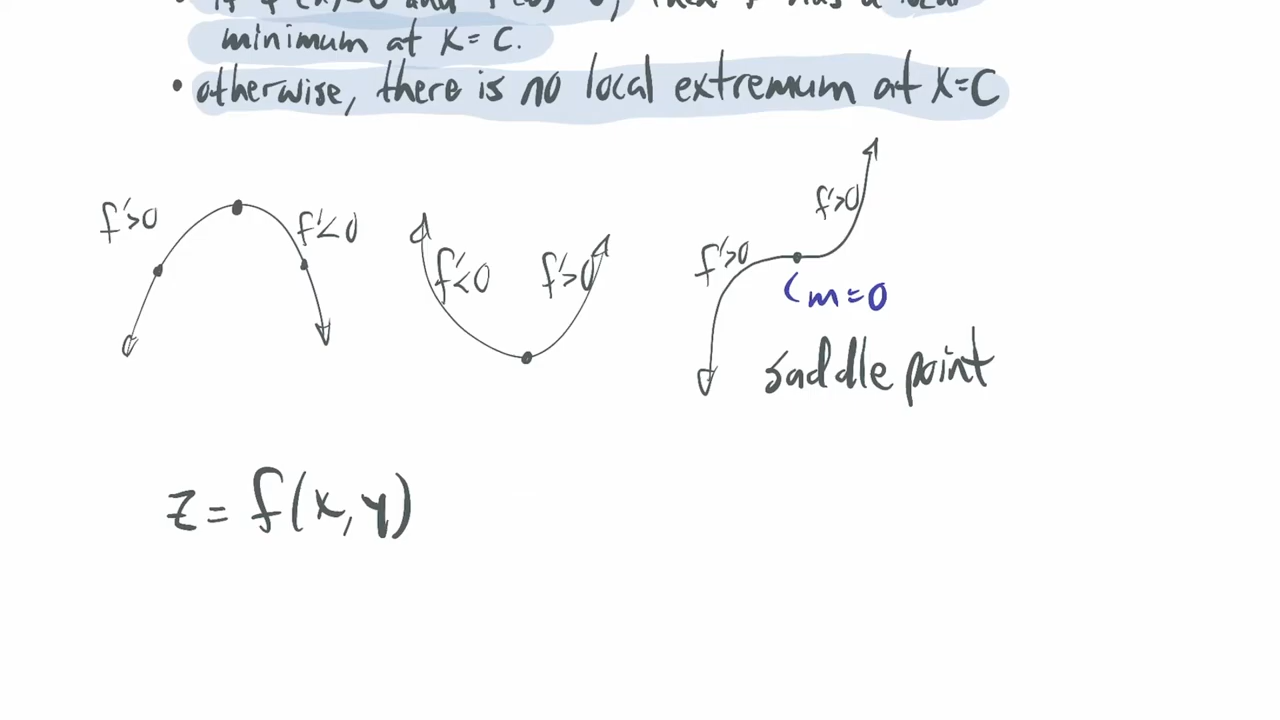 minimum at x = c.
• otherwise, there is no local extremum at x=c
f'>0
f'<0
f'<0
f'>0
f'>0
f'>0
m=0
saddle point
z = f(x,y)